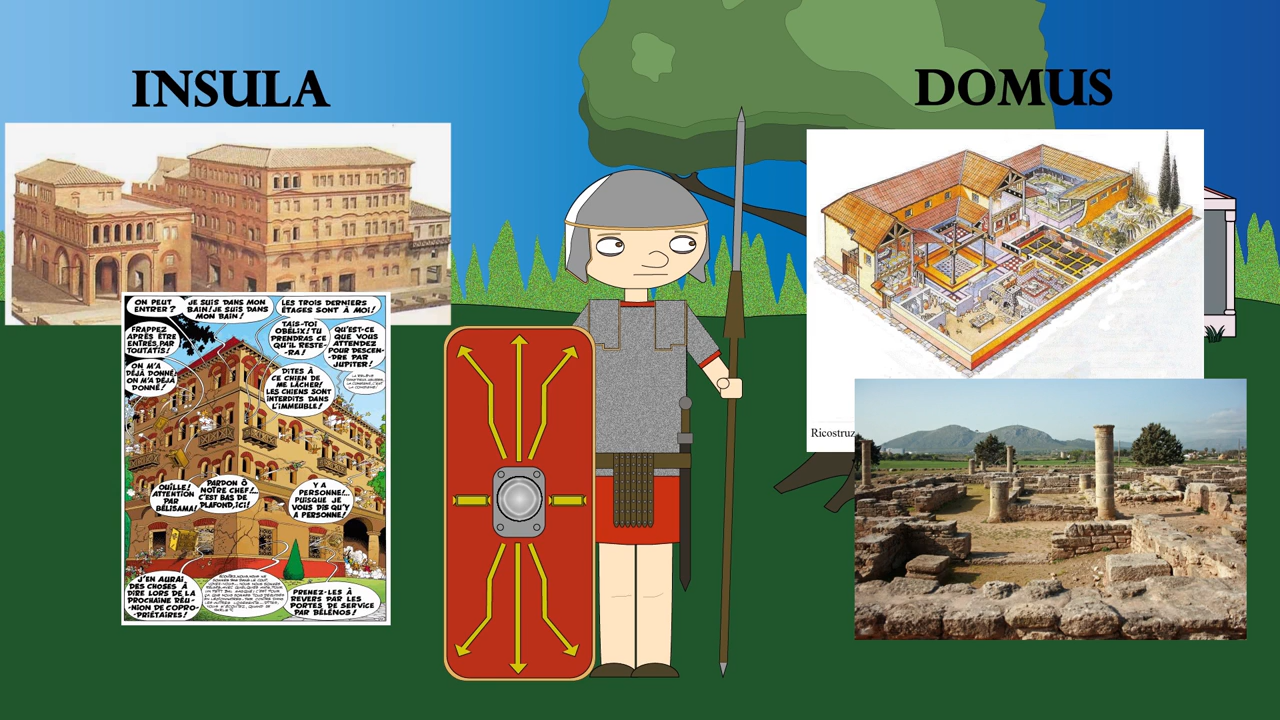 INSULA
DOMUS
ON PEUT
ENTRER?
JE SUIS DANS MON
BAIN! JE SUIS DANS
MON BAIN!
LES TROIS DERNIERS
ÉTAGES SONT À MOI!
FRAPPEZ
APRÈS ÊTRE
ENTRÉS, PAR
TOUTATIS!
TAIS-TOI
OBÉLIX! TU
PRENDRAS CE
QU'IL RESTE-
-RA!
QU'EST-CE
QUE VOUS
ATTENDEZ
POUR DESCEN-
-DRE PAR
JUPITER!
ON M'A
DÉJÀ DONNÉ!
ON M'A DÉJÀ
DONNÉ!
DITES À
CE CHIEN DE
ME LÂCHER!
LES CHIENS SONT
INTERDITS DANS
L'IMMEUBLE!
OUÏLLE!
ATTENTION
PAR
BÉLISAMA!
PARDON Ô
NOTRE CHEF!...
C'EST BAS DE
PLAFOND, ICI!
Y A
PERSONNE!...
PUISQUE JE
VOUS DIS QU'Y
A PERSONNE!
J'EN AURAI
DES CHOSES À
DIRE LORS DE LA
PROCHAINE RÉU-
-NION DE COPRO-
-PRIÉTAIRES!
PRENEZ-LES À
REVERS PAR LES
PORTES DE SERVICE
PAR BÉLÉNOS!
Ricostruz